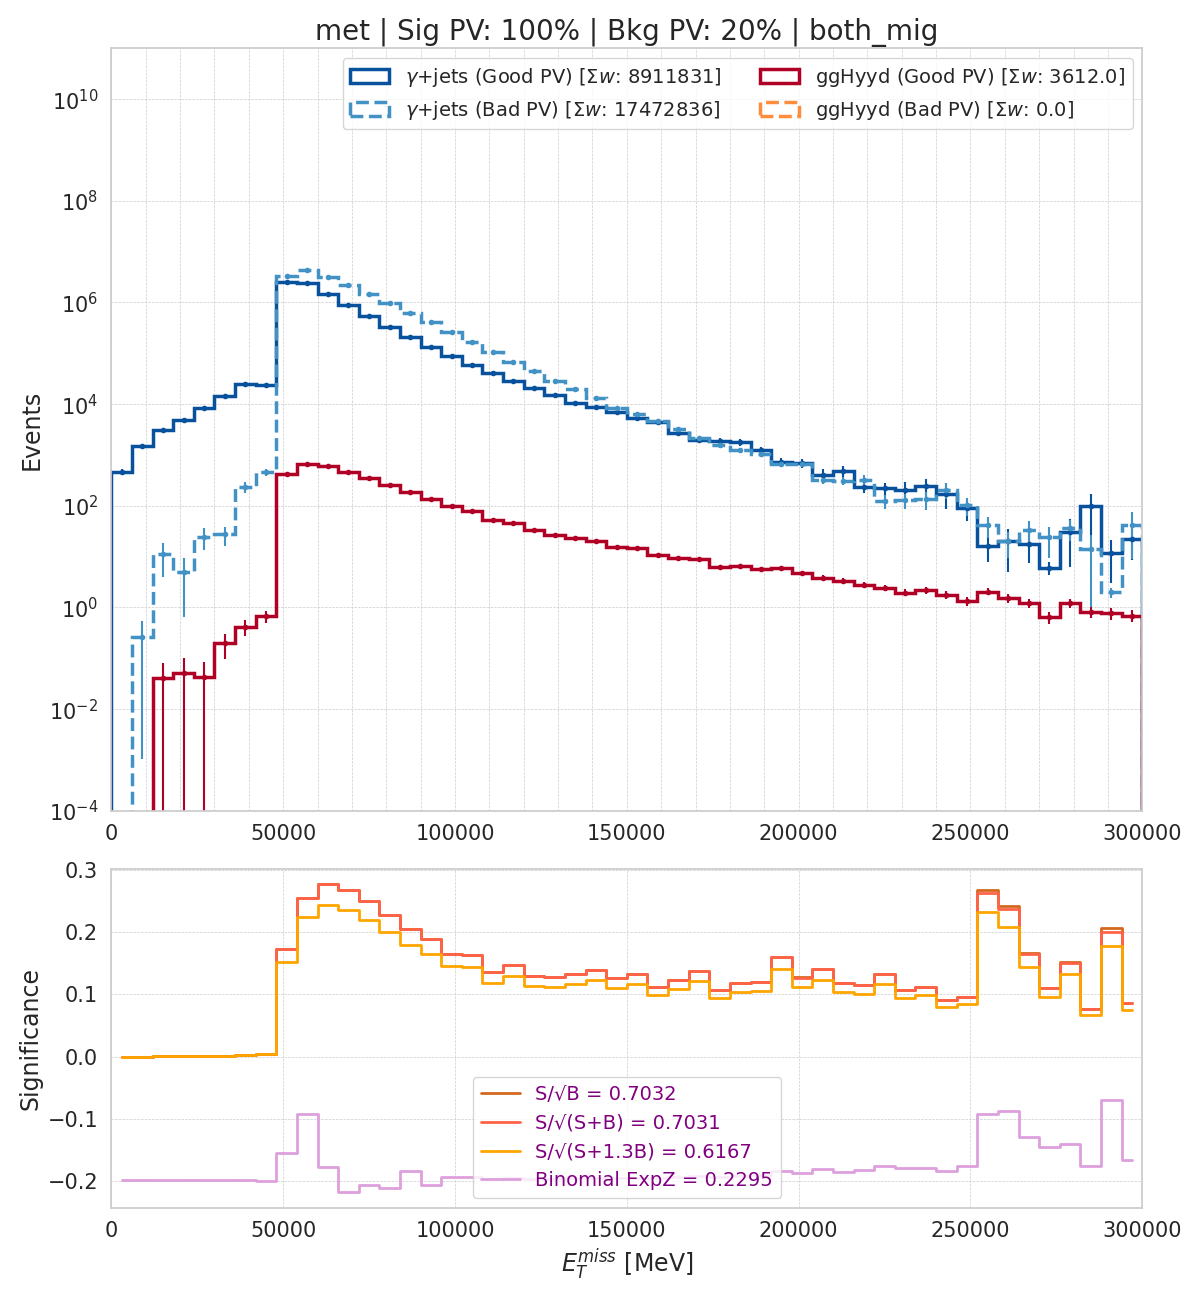 met | Sig PV: 100% | Bkg PV: 20% | both_mig
γ+jets (Good PV) [Σw: 8911831]
γ+jets (Bad PV) [Σw: 17472836]
ggHyyd (Good PV) [Σw: 3612.0]
ggHyyd (Bad PV) [Σw: 0.0]
Events
10^10
10^8
10^6
10^4
10^2
10^0
10^−2
10^−4
0 50000 100000 150000 200000 250000 300000
Significance
0.3
0.2
0.1
0.0
−0.1
−0.2
S/√B = 0.7032
S/√(S+B) = 0.7031
S/√(S+1.3B) = 0.6167
Binomial ExpZ = 0.2295
0 50000 100000 150000 200000 250000 300000
E_T^miss [MeV]